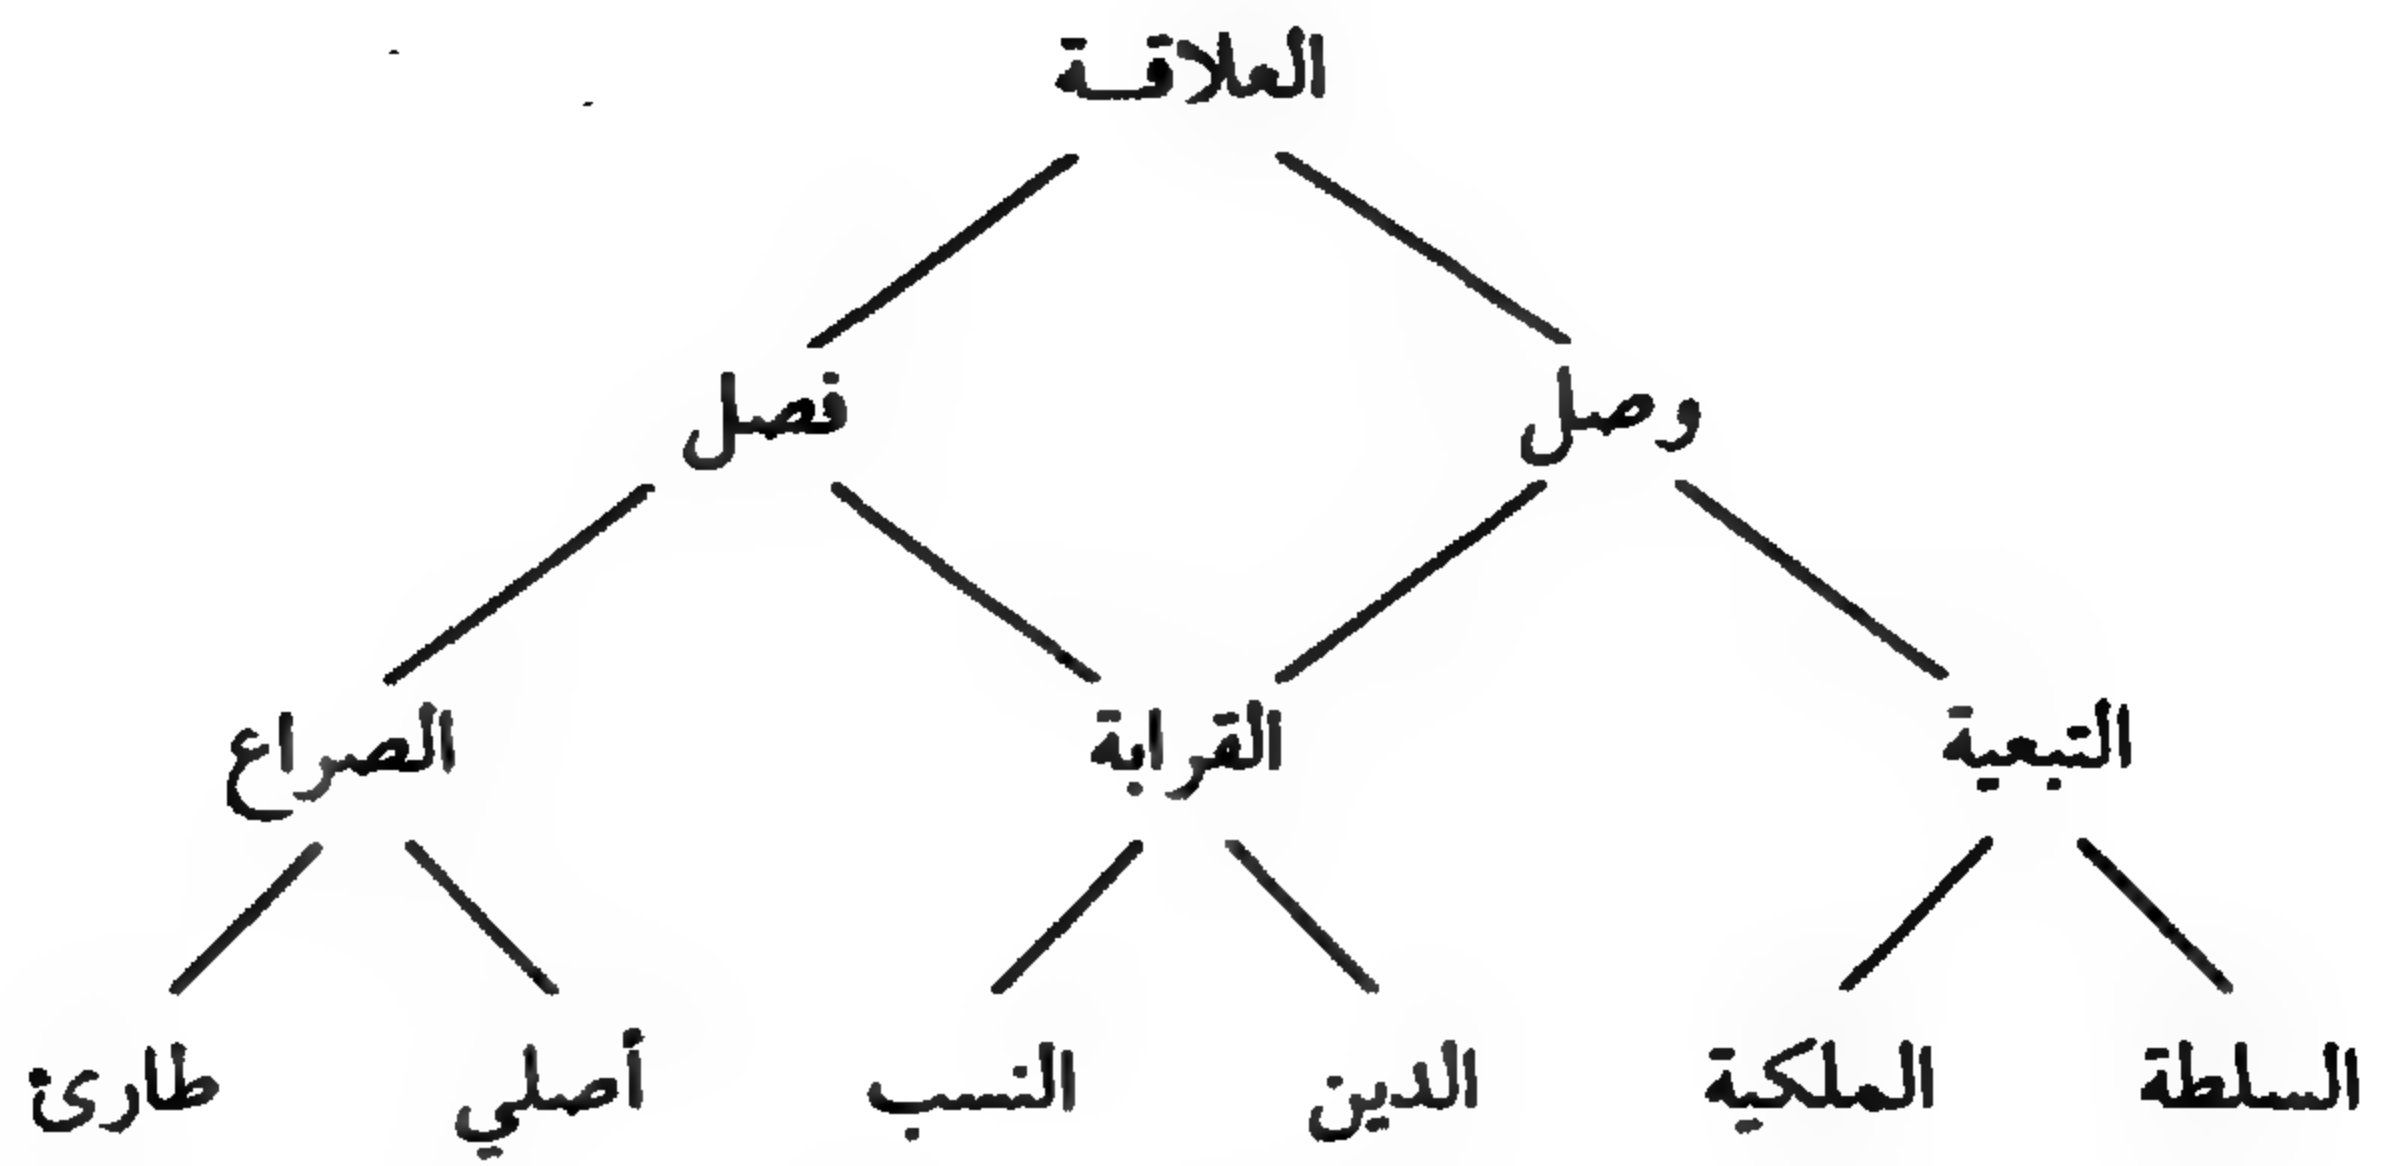 العلاقة
وصل فصل
التبعية القرابة الصراع
السلطة الملكية الدين النسب أصلي طارئ